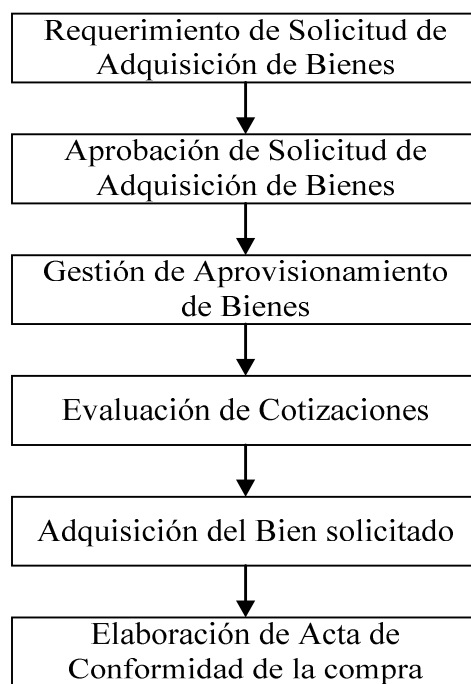 Requerimiento de Solicitud de
Adquisición de Bienes
Aprobación de Solicitud de
Adquisición de Bienes
Gestión de Aprovisionamiento
de Bienes
Evaluación de Cotizaciones
Adquisición del Bien solicitado
Elaboración de Acta de
Conformidad de la compra